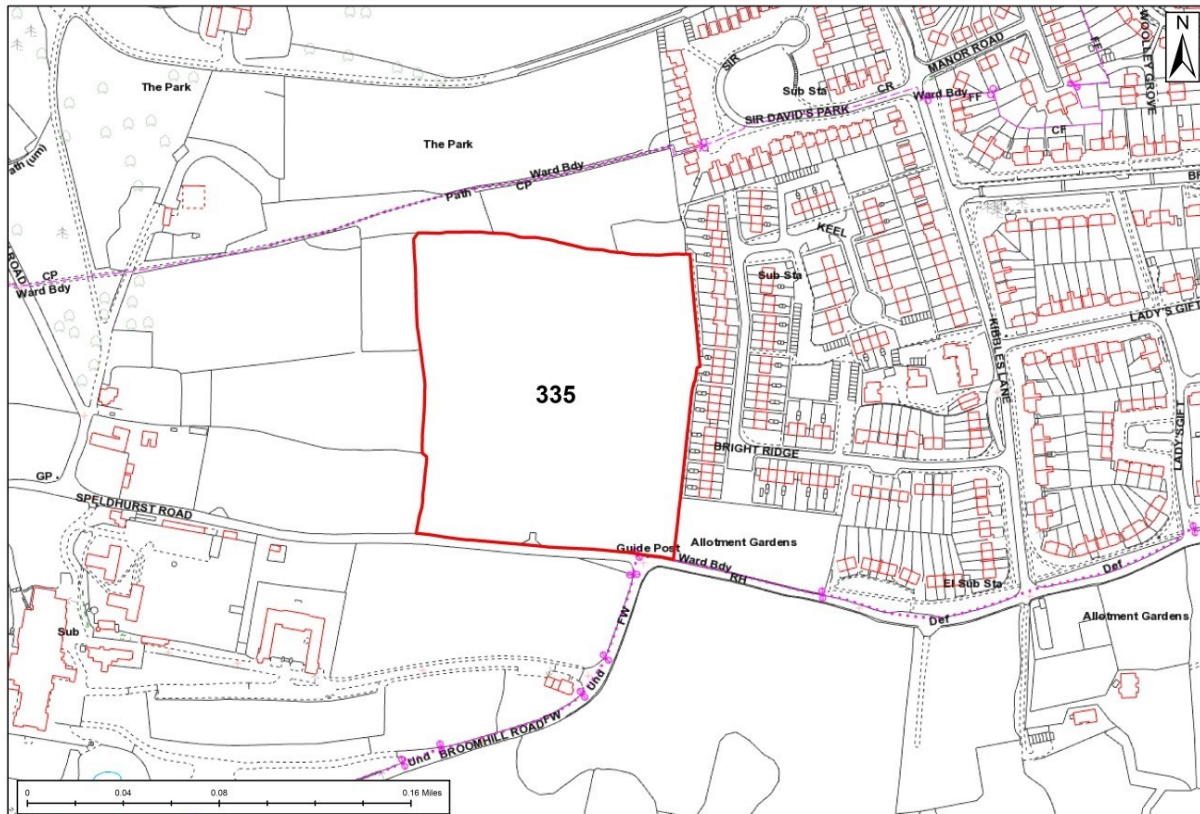 N
WOOLLEY GROVE
MANOR ROAD
FF
The Park
SIR
Sub Sta
CR
Ward Bdy
FF
SIR DAVID'S PARK
CF
The Park
Ward Bdy
Path
CP
KEEL
Sub Sta
ROAD
CP
Ward Bdy
KIBBLES LANE
LADY'S GIFT
335
LADY'S GIFT
BRIGHT RIDGE
GP
SPELDHURST ROAD
Guide Post
Allotment Gardens
Ward Bdy
RH
Def
El Sub Sta
Def
Allotment Gardens
FW
Sub
Und
FW
BROOMHILL ROAD
Und
0 0.04 0.08 0.16 Miles